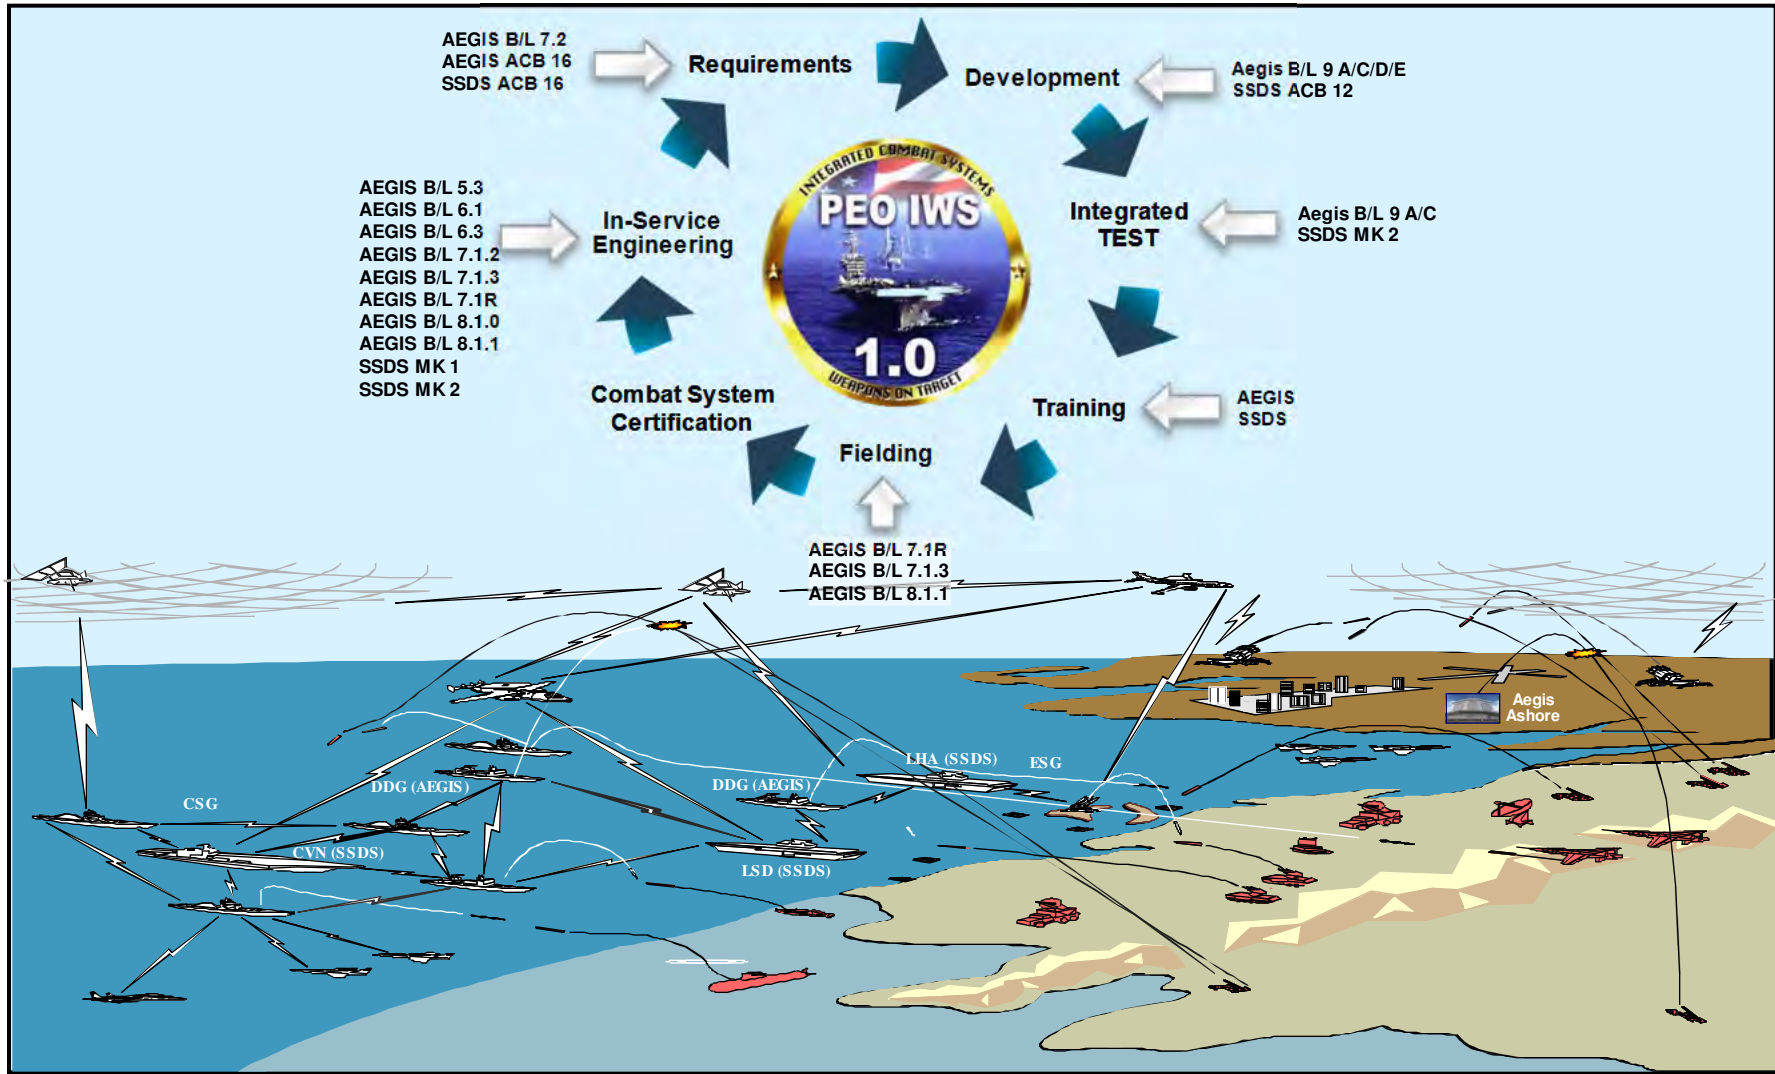 AEGIS B/L 7.2
AEGIS ACB 16
SSDS ACB 16
Requirements
Development
Aegis B/L 9 A/C/D/E
SSDS ACB 12
INTEGRATED COMBAT SYSTEMS
PEO IWS
1.0
WEAPONS ON TARGET
AEGIS B/L 5.3
AEGIS B/L 6.1
AEGIS B/L 6.3
AEGIS B/L 7.1.2
AEGIS B/L 7.1.3
AEGIS B/L 7.1R
AEGIS B/L 8.1.0
AEGIS B/L 8.1.1
SSDS MK 1
SSDS MK 2
In-Service
Engineering
Integrated
TEST
Aegis B/L 9 A/C
SSDS MK 2
Combat System
Certification
Training
AEGIS
SSDS
Fielding
AEGIS B/L 7.1R
AEGIS B/L 7.1.3
AEGIS B/L 8.1.1
Aegis
Ashore
LHA (SSDS)
ESG
DDG (AEGIS)
DDG (AEGIS)
CSG
CVN (SSDS)
LSD (SSDS)